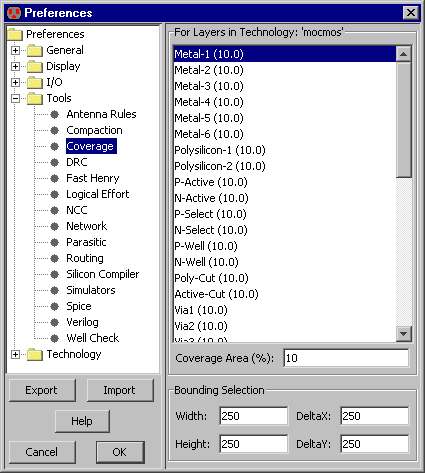 Preferences
Preferences
General
Display
I/O
Tools
Antenna Rules
Compaction
Coverage
DRC
Fast Henry
Logical Effort
NCC
Network
Parasitic
Routing
Silicon Compiler
Simulators
Spice
Verilog
Well Check
Technology
Export
Import
Help
Cancel
OK
For Layers in Technology: 'mocmos'
Metal-1 (10.0)
Metal-2 (10.0)
Metal-3 (10.0)
Metal-4 (10.0)
Metal-5 (10.0)
Metal-6 (10.0)
Polysilicon-1 (10.0)
Polysilicon-2 (10.0)
P-Active (10.0)
N-Active (10.0)
P-Select (10.0)
N-Select (10.0)
P-Well (10.0)
N-Well (10.0)
Poly-Cut (10.0)
Active-Cut (10.0)
Via1 (10.0)
Via2 (10.0)
Via3 (10.0)
Coverage Area (%): 10
Bounding Selection
Width: 250 DeltaX: 250
Height: 250 DeltaY: 250